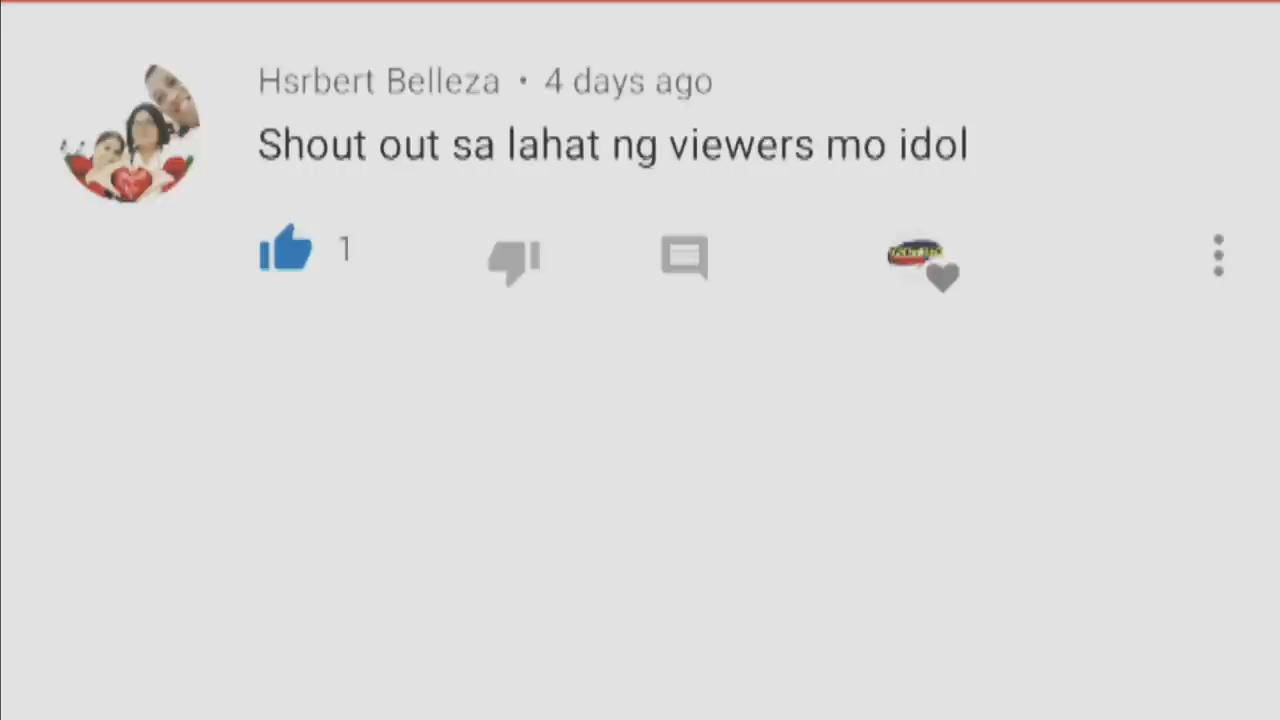 Hsrbert Belleza • 4 days ago
Shout out sa lahat ng viewers mo idol
1